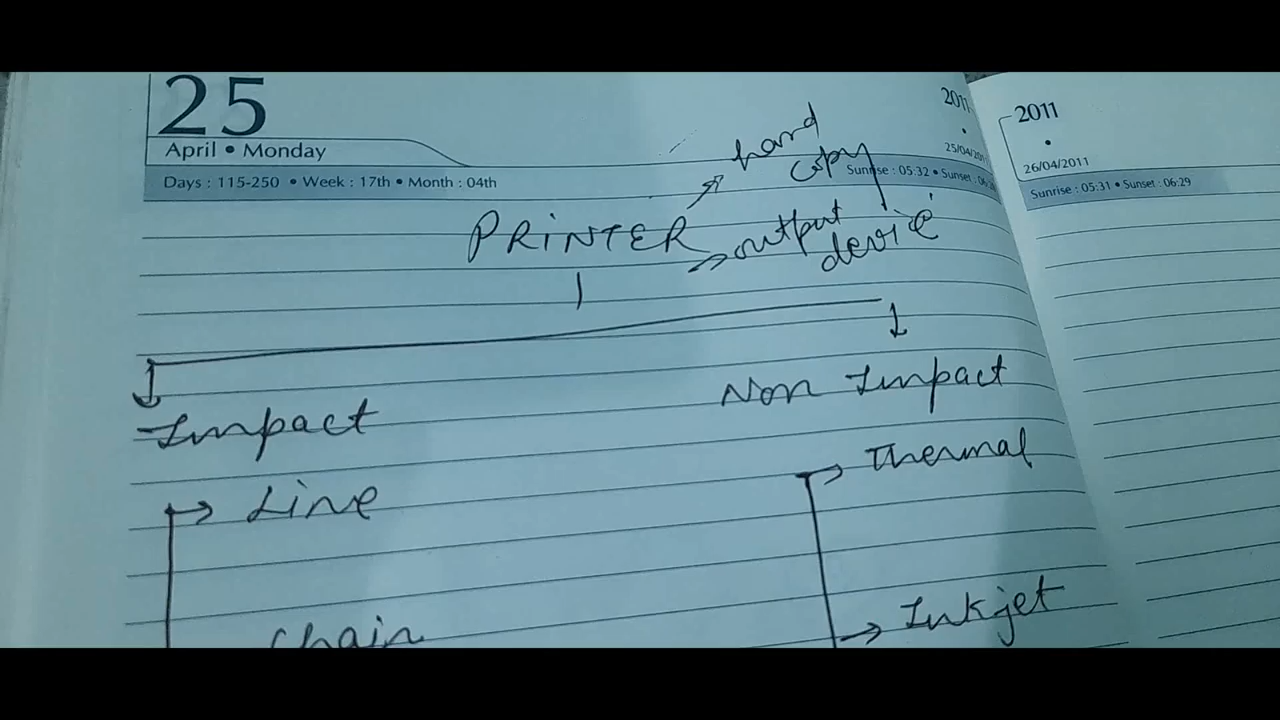 25
April • Monday
Days : 115-250 • Week : 17th • Month : 04th
2011
25/04/2011
Sunrise : 05:32 • Sunset : 06:
2011
26/04/2011
Sunrise : 05:31 • Sunset : 06:29
hard
copy
PRINTER
output
device
Impact
Non Impact
Line
Thermal
Chain
Inkjet